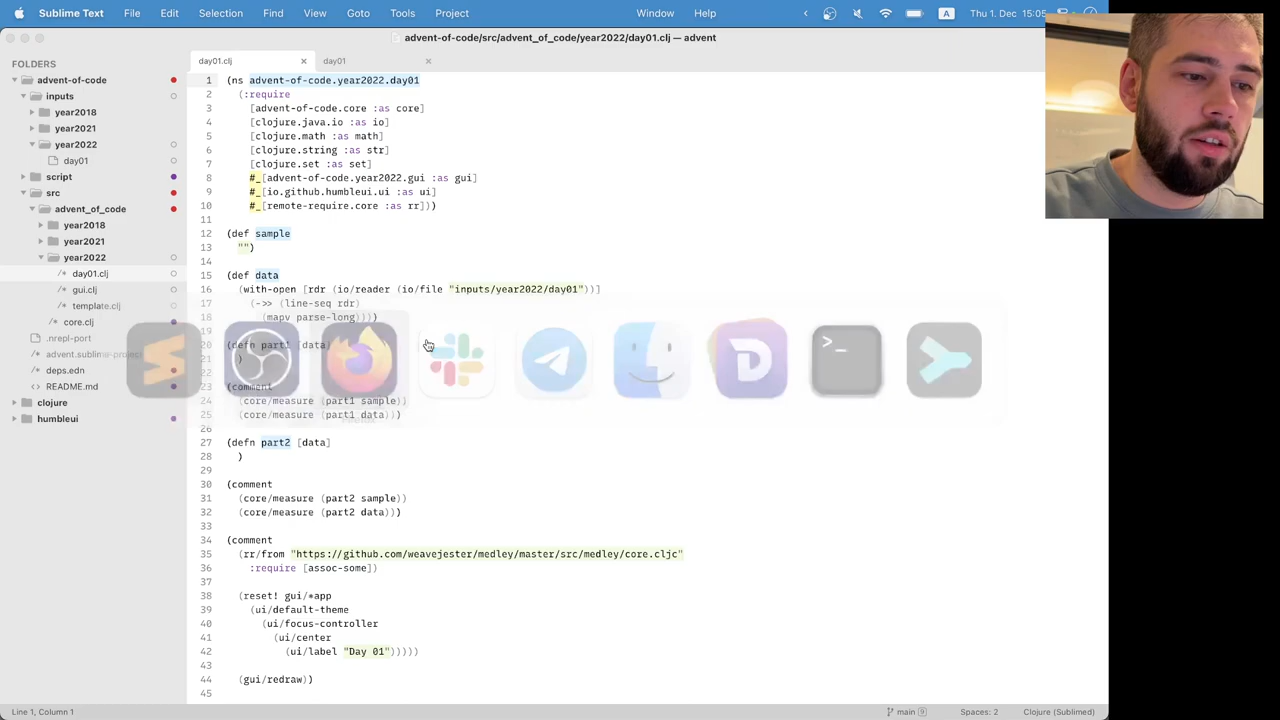 Sublime Text File Edit Selection Find View Goto Tools Project Window Help A Thu 1. Dec 15:05
advent-of-code/src/advent_of_code/year2022/day01.clj — advent
FOLDERS
advent-of-code
inputs
year2018
year2021
year2022
day01
script
src
advent_of_code
year2018
year2021
year2022
day01.clj
gui.clj
template.clj
core.clj
.nrepl-port
advent.sublime-project
deps.edn
README.md
clojure
humbleui
day01.clj × day01 ×
1 (ns advent-of-code.year2022.day01
2 (:require
3 [advent-of-code.core :as core]
4 [clojure.java.io :as io]
5 [clojure.math :as math]
6 [clojure.string :as str]
7 [clojure.set :as set]
8 #_[advent-of-code.year2022.gui :as gui]
9 #_[io.github.humbleui.ui :as ui]
10 #_[remote-require.core :as rr]))
11
12 (def sample
13 "")
14
15 (def data
16 (with-open [rdr (io/reader (io/file "inputs/year2022/day01"))]
17 (->> (line-seq rdr)
18 (mapv parse-long))))
19
20 (defn part1 [data]
21 )
22
23 (comment
24 (core/measure (part1 sample))
25 (core/measure (part1 data)))
26
27 (defn part2 [data]
28 )
29
30 (comment
31 (core/measure (part2 sample))
32 (core/measure (part2 data)))
33
34 (comment
35 (rr/from "https://github.com/weavejester/medley/master/src/medley/core.cljc"
36 :require [assoc-some])
37
38 (reset! gui/*app
39 (ui/default-theme
40 (ui/focus-controller
41 (ui/center
42 (ui/label "Day 01")))))
43
44 (gui/redraw))
45
Line 1, Column 1 main 9 Spaces: 2 Clojure (Sublimed)